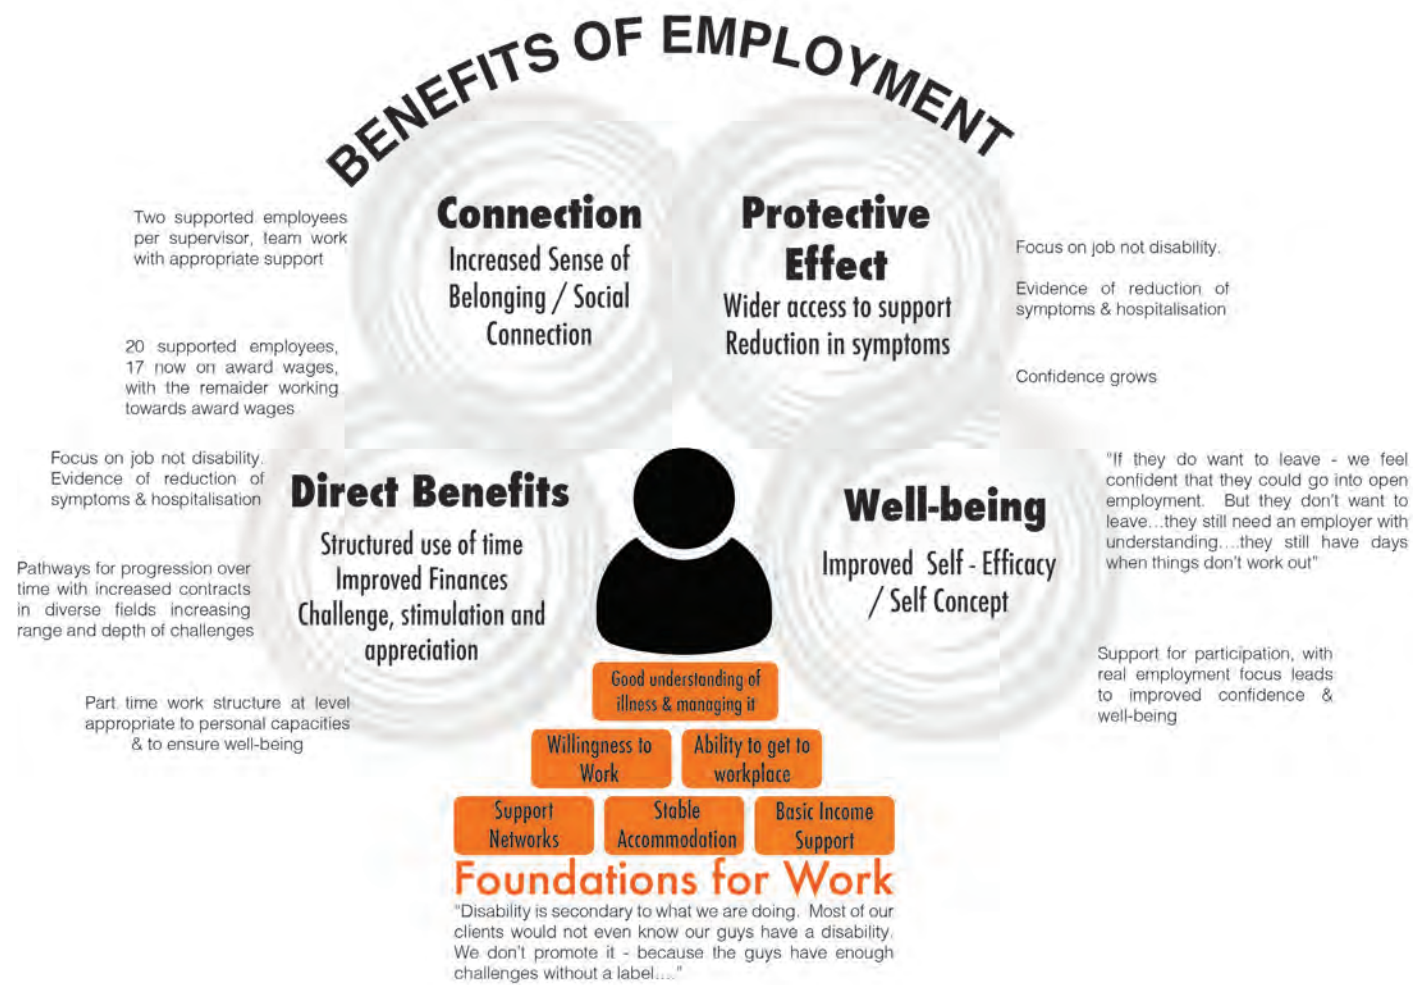 BENEFITS OF EMPLOYMENT
Connection
Increased Sense of
Belonging / Social
Connection
Protective
Effect
Wider access to support
Reduction in symptoms
Two supported employees
per supervisor, team work
with appropriate support
20 supported employees,
17 now on award wages,
with the remaider working
towards award wages
Focus on job not disability.
Evidence of reduction of
symptoms & hospitalisation
Confidence grows
Focus on job not disability.
Evidence of reduction of
symptoms & hospitalisation
Pathways for progression over
time with increased contracts
in diverse fields increasing
range and depth of challenges
Part time work structure at level
appropriate to personal capacities
& to ensure well-being
Direct Benefits
Structured use of time
Improved Finances
Challenge, stimulation and
appreciation
Well-being
Improved Self - Efficacy
/ Self Concept
"If they do want to leave - we feel
confident that they could go into open
employment. But they don't want to
leave...they still need an employer with
understanding....they still have days
when things don't work out"
Support for participation, with
real employment focus leads
to improved confidence &
well-being
Good understanding of
illness & managing it
Willingness to
Work
Ability to get to
workplace
Support
Networks
Stable
Accommodation
Basic Income
Support
Foundations for Work
"Disability is secondary to what we are doing. Most of our
clients would not even know our guys have a disability.
We don't promote it - because the guys have enough
challenges without a label...."